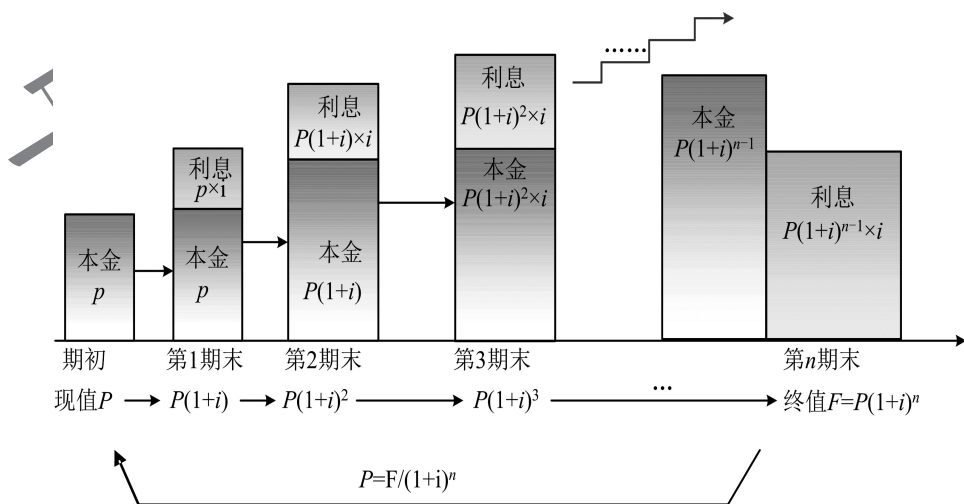 ……
利息
P(1+i)²×i
利息
P(1+i)×i
本金
P(1+i)ⁿ⁻¹
利息
p×i
本金
P(1+i)²×i
利息
P(1+i)ⁿ⁻¹×i
本金
p
本金
p
本金
P(1+i)
期初 第1期末 第2期末 第3期末 第n期末
现值P P(1+i) P(1+i)² P(1+i)³ … 终值F=P(1+i)ⁿ
P=F/(1+i)ⁿ